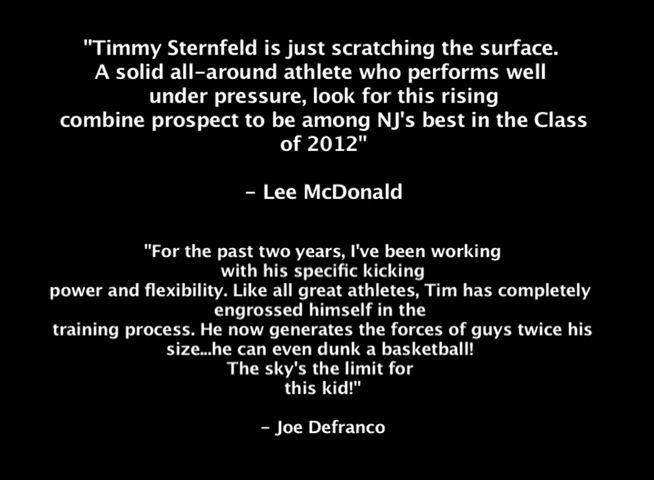 "Timmy Sternfeld is just scratching the surface.
A solid all-around athlete who performs well
under pressure, look for this rising
combine prospect to be among NJ's best in the Class
of 2012"
- Lee McDonald
"For the past two years, I've been working
with his specific kicking
power and flexibility. Like all great athletes, Tim has completely
engrossed himself in the
training process. He now generates the forces of guys twice his
size...he can even dunk a basketball!
The sky's the limit for
this kid!"
- Joe Defranco